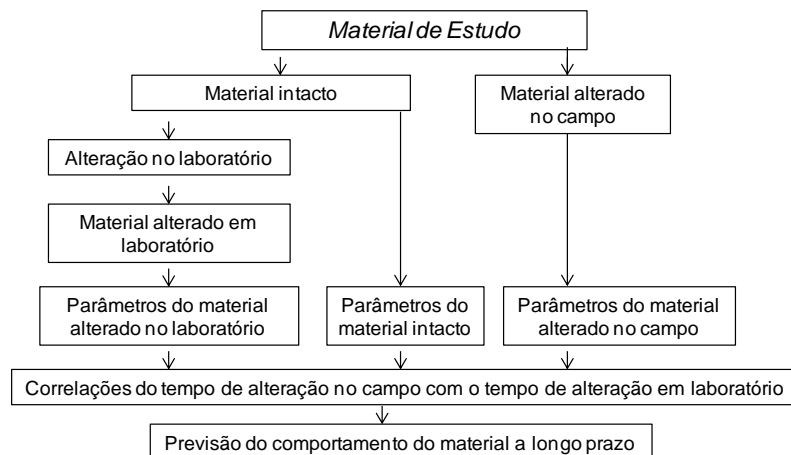 Material de Estudo
Material intacto
Material alterado
no campo
Alteração no laboratório
Material alterado em
laboratório
Parâmetros do material
alterado no laboratório
Parâmetros do
material intacto
Parâmetros do material
alterado no campo
Correlações do tempo de alteração no campo com o tempo de alteração em laboratório
Previsão do comportamento do material a longo prazo